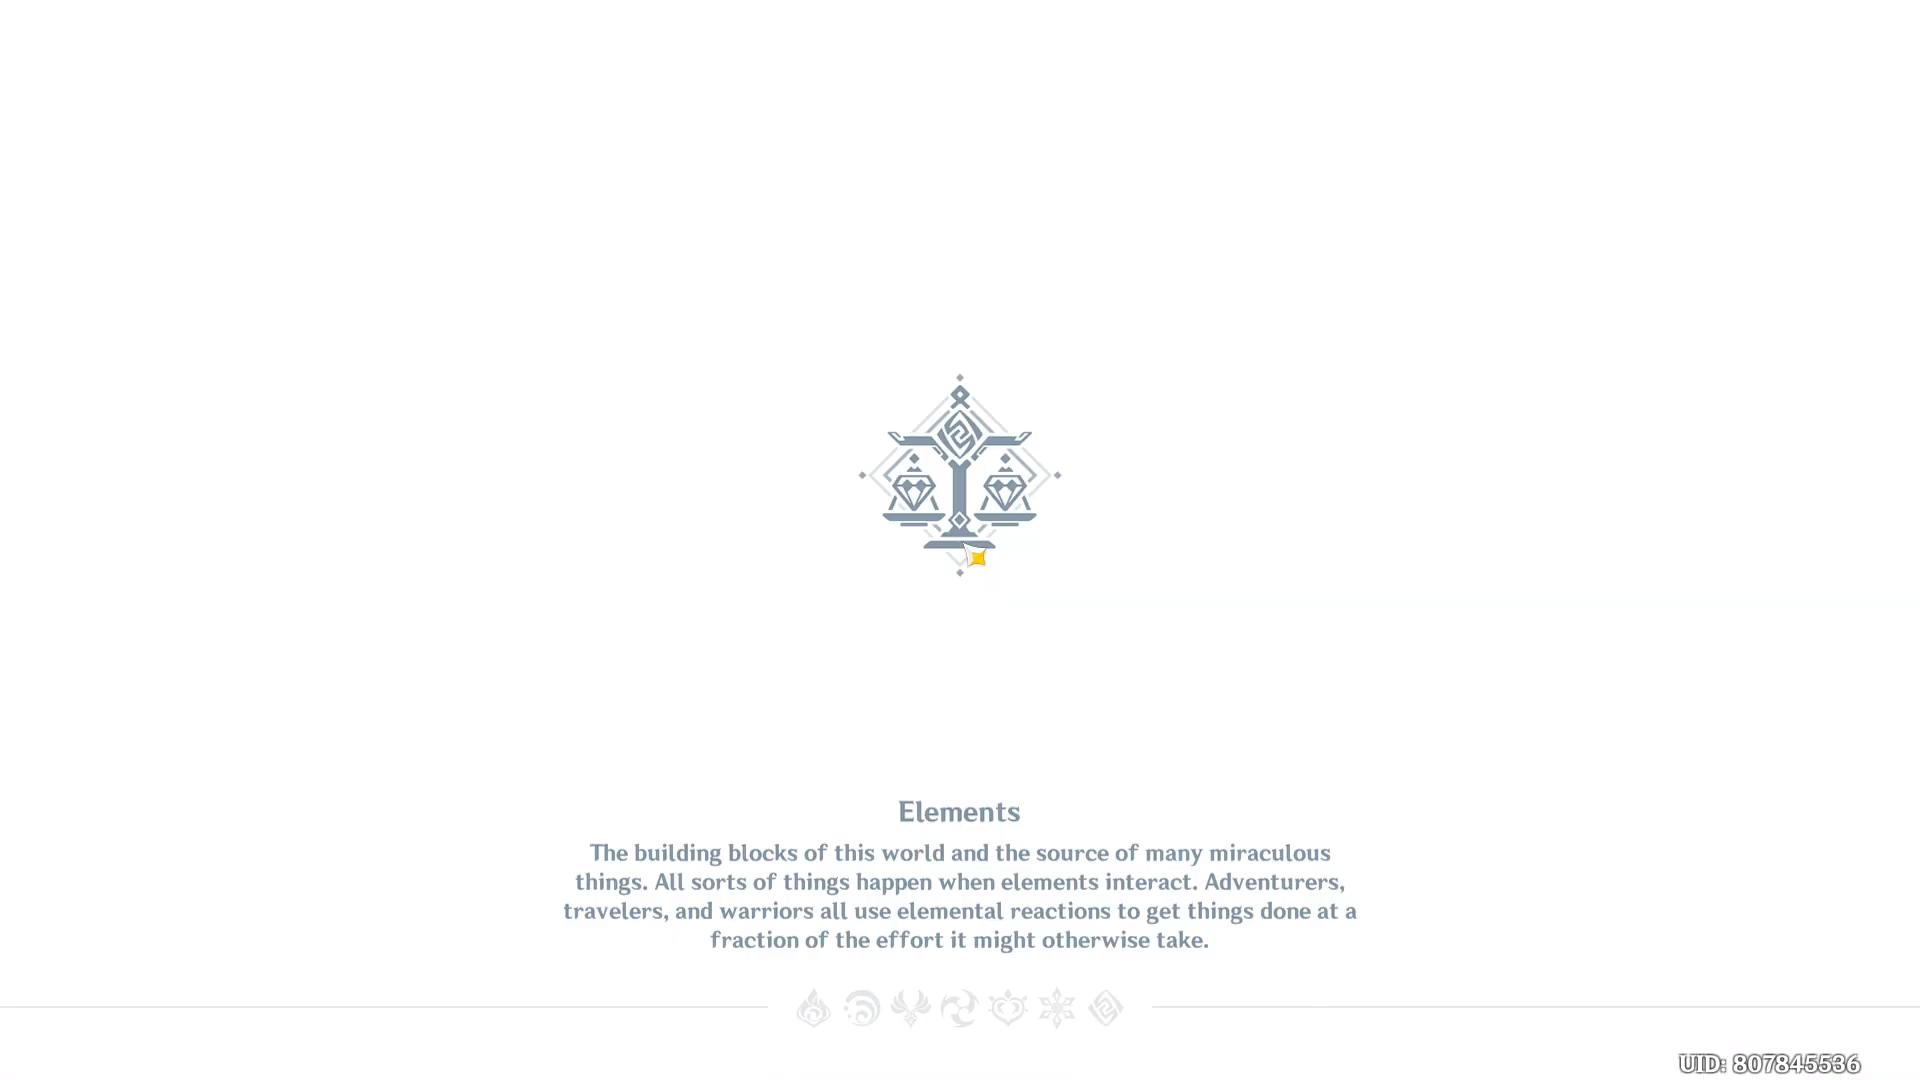 Elements
The building blocks of this world and the source of many miraculous
things. All sorts of things happen when elements interact. Adventurers,
travelers, and warriors all use elemental reactions to get things done at a
fraction of the effort it might otherwise take.
UID: 807845536